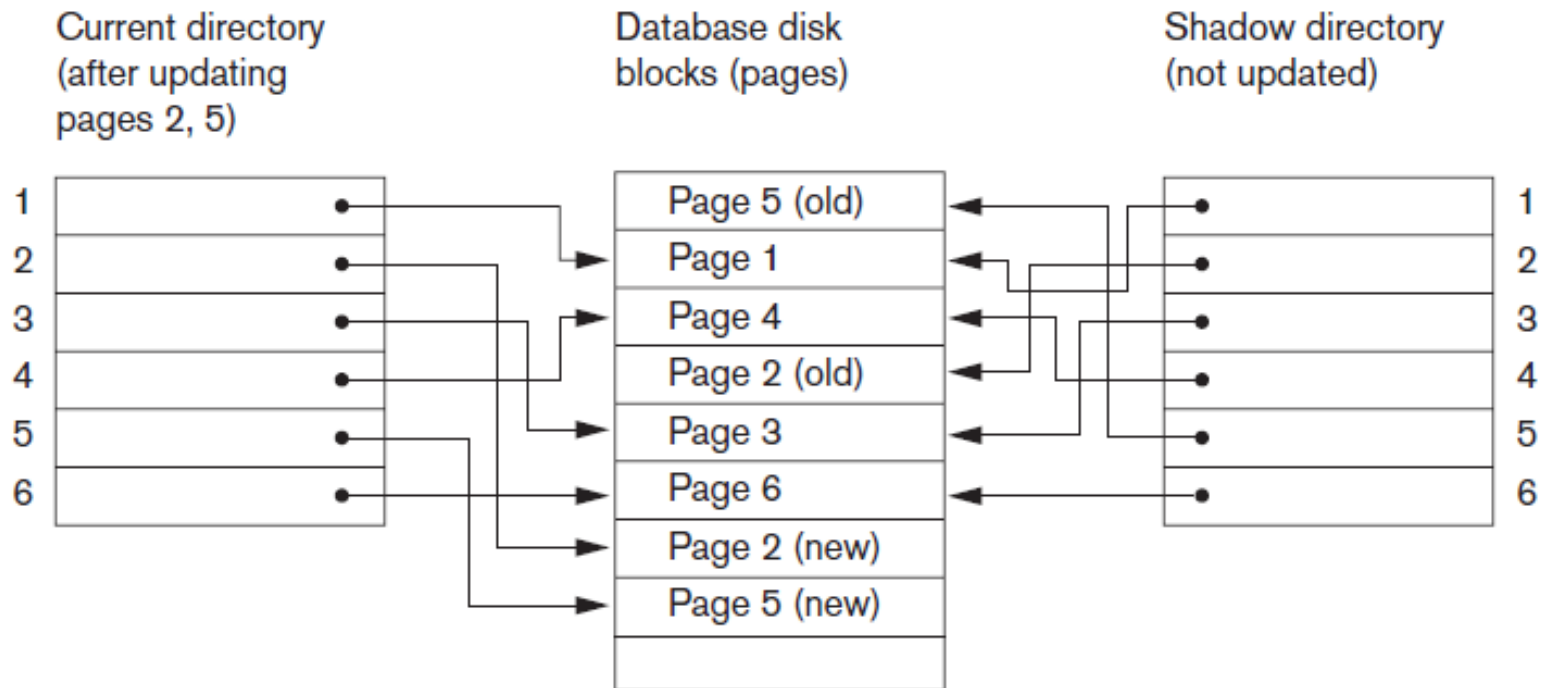 Current directory
(after updating
pages 2, 5)
Database disk
blocks (pages)
Shadow directory
(not updated)
1
2
3
4
5
6
Page 5 (old)
Page 1
Page 4
Page 2 (old)
Page 3
Page 6
Page 2 (new)
Page 5 (new)
1
2
3
4
5
6